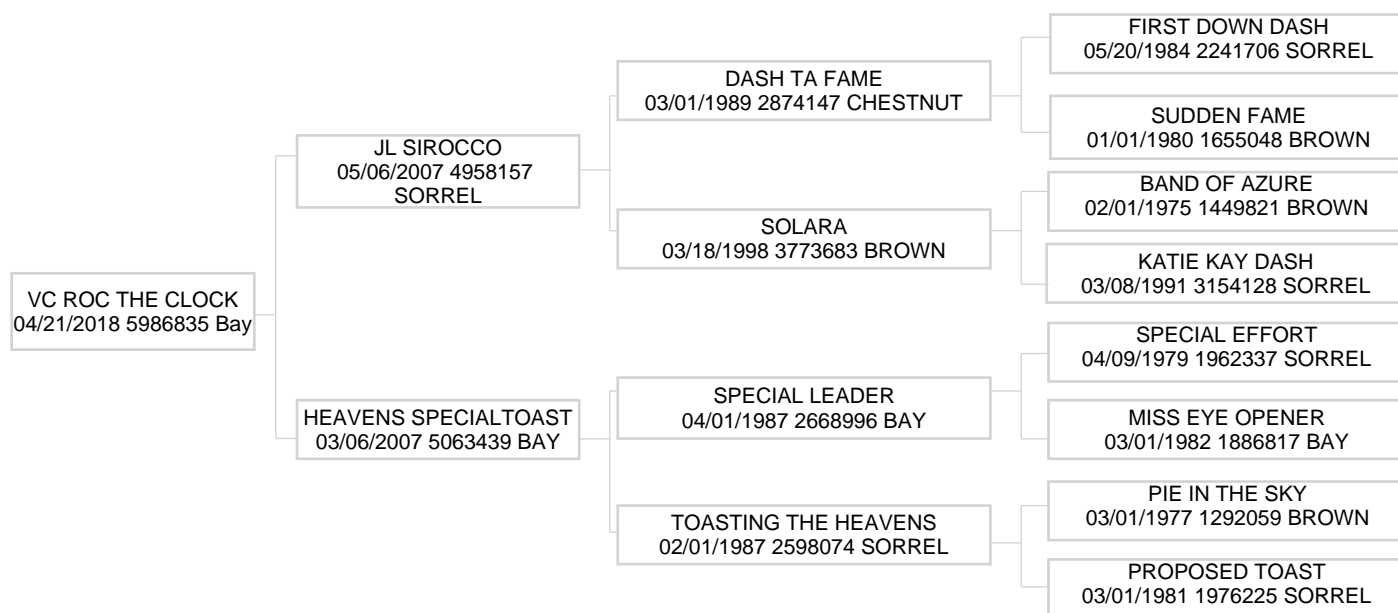 VC ROC THE CLOCK
04/21/2018 5986835 Bay
JL SIROCCO
05/06/2007 4958157
SORREL
HEAVENS SPECIALTOAST
03/06/2007 5063439 BAY
DASH TA FAME
03/01/1989 2874147 CHESTNUT
SOLARA
03/18/1998 3773683 BROWN
SPECIAL LEADER
04/01/1987 2668996 BAY
TOASTING THE HEAVENS
02/01/1987 2598074 SORREL
FIRST DOWN DASH
05/20/1984 2241706 SORREL
SUDDEN FAME
01/01/1980 1655048 BROWN
BAND OF AZURE
02/01/1975 1449821 BROWN
KATIE KAY DASH
03/08/1991 3154128 SORREL
SPECIAL EFFORT
04/09/1979 1962337 SORREL
MISS EYE OPENER
03/01/1982 1886817 BAY
PIE IN THE SKY
03/01/1977 1292059 BROWN
PROPOSED TOAST
03/01/1981 1976225 SORREL